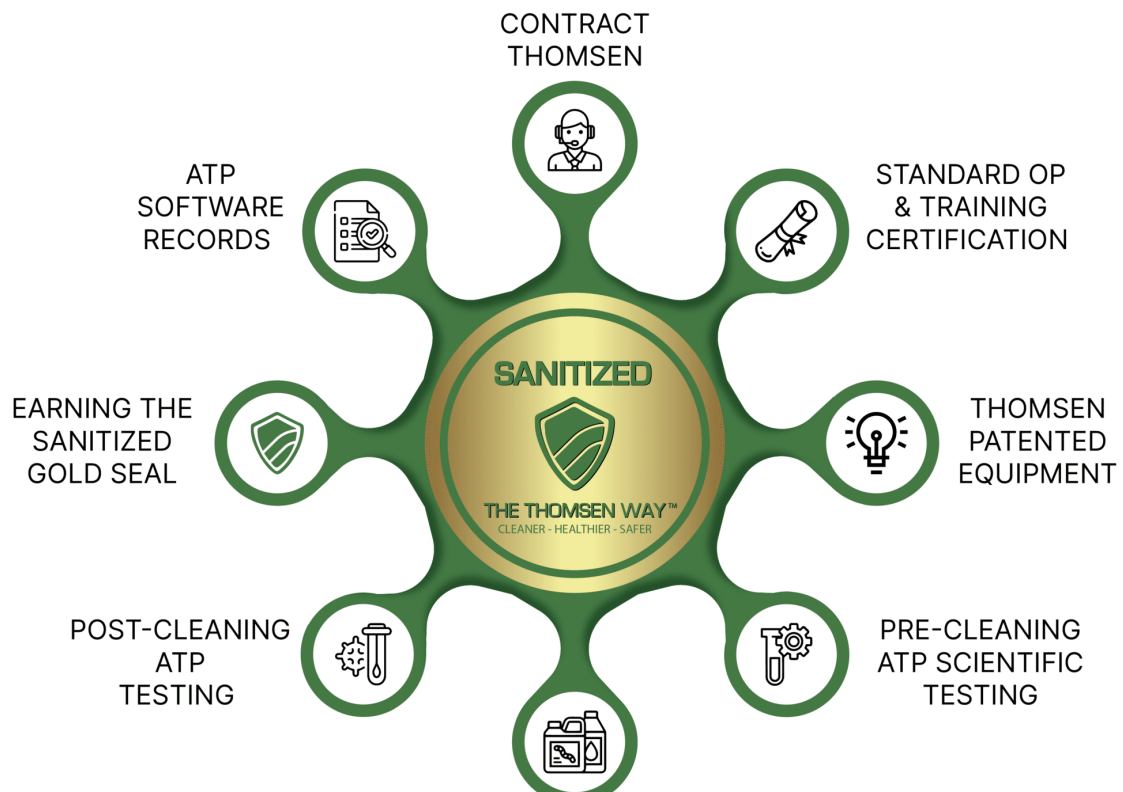 CONTRACT
THOMSEN
STANDARD OP
& TRAINING
CERTIFICATION
THOMSEN
PATENTED
EQUIPMENT
PRE-CLEANING
ATP SCIENTIFIC
TESTING
POST-CLEANING
ATP
TESTING
EARNING THE
SANITIZED
GOLD SEAL
ATP
SOFTWARE
RECORDS
SANITIZED
THE THOMSEN WAY™
CLEANER - HEALTHIER - SAFER